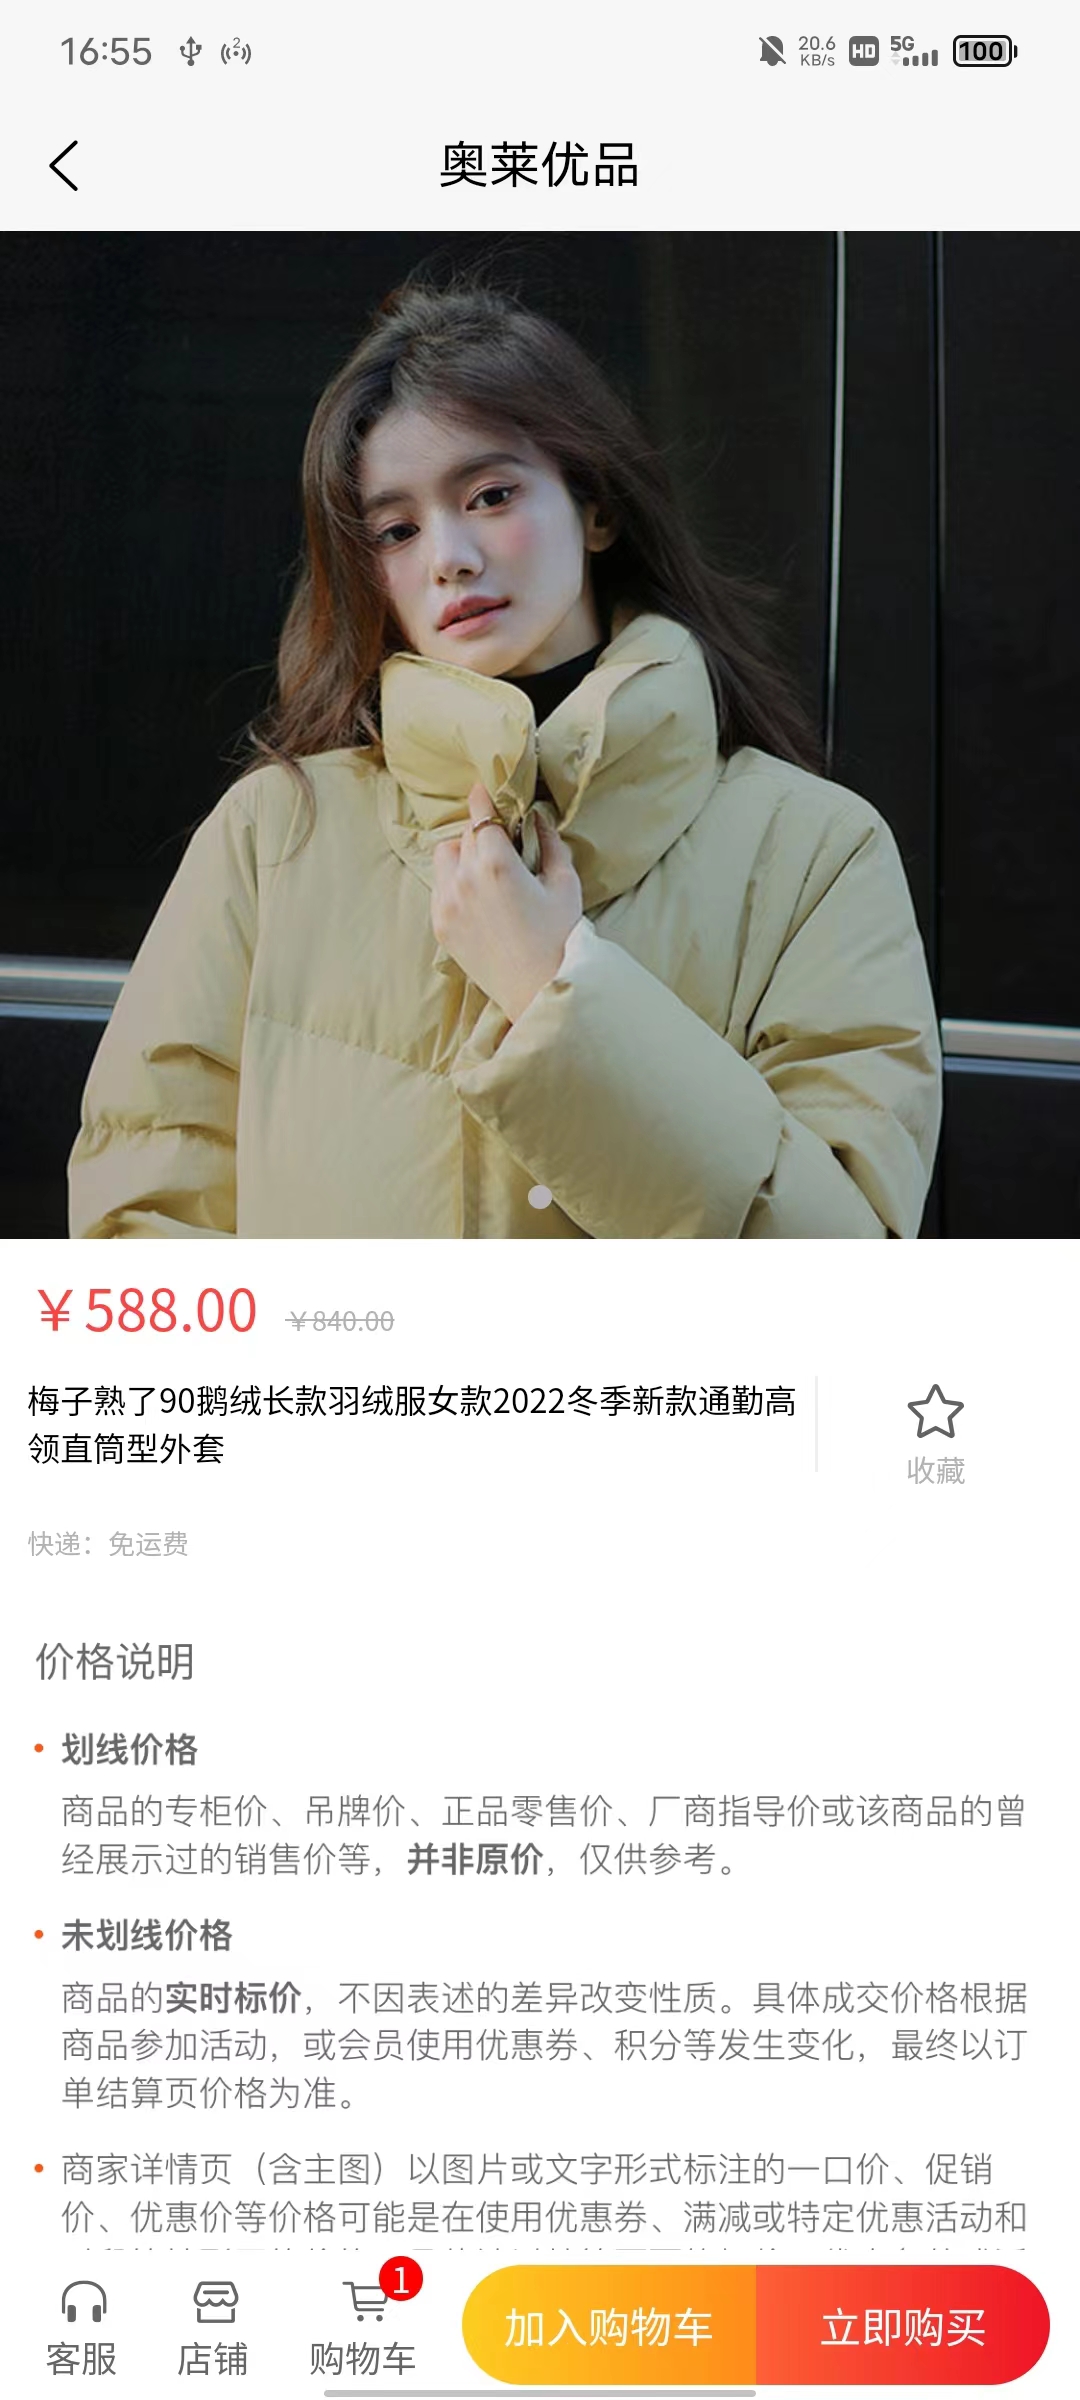 16:55
2
20.6
KB/s
HD
5G
100
奥莱优品
￥588.00 ￥840.00
梅子熟了90鹅绒长款羽绒服女款2022冬季新款通勤高
领直筒型外套
收藏
快递：免运费
价格说明
• 划线价格
商品的专柜价、吊牌价、正品零售价、厂商指导价或该商品的曾
经展示过的销售价等，并非原价，仅供参考。
• 未划线价格
商品的实时标价，不因表述的差异改变性质。具体成交价格根据
商品参加活动，或会员使用优惠券、积分等发生变化，最终以订
单结算页价格为准。
• 商家详情页（含主图）以图片或文字形式标注的一口价、促销
价、优惠价等价格可能是在使用优惠券、满减或特定优惠活动和
1
客服
店铺
购物车
加入购物车
立即购买